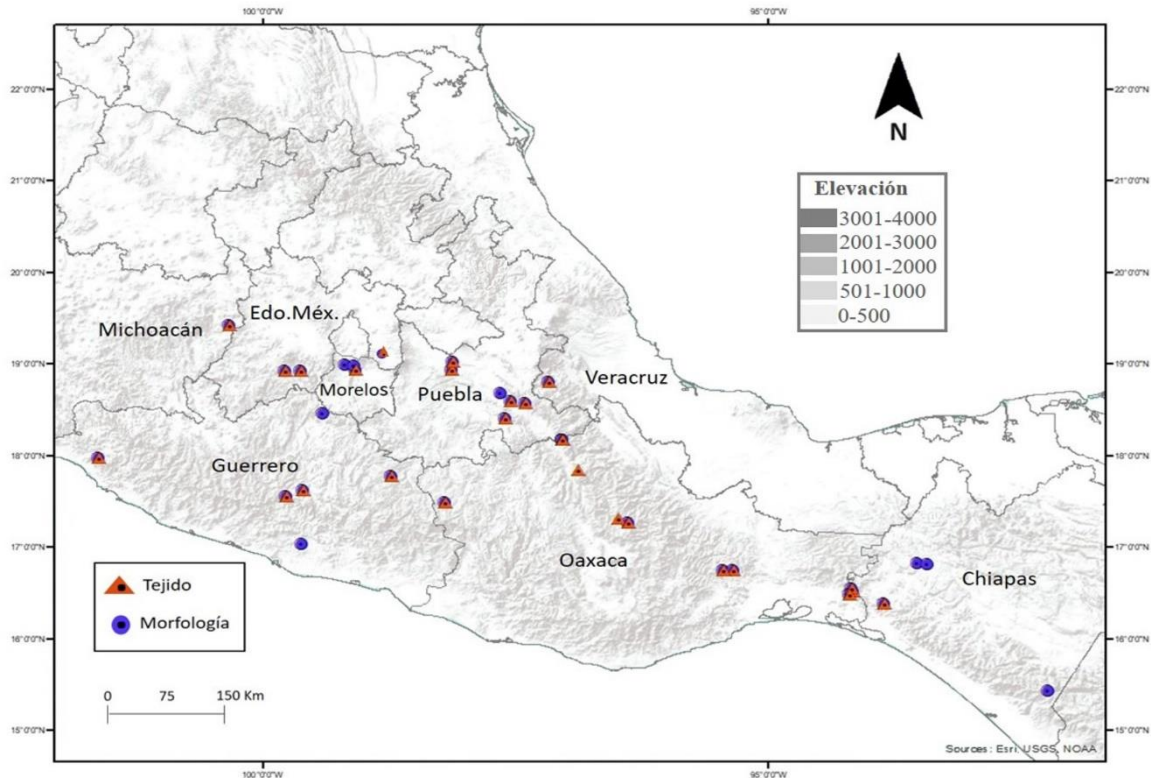 100°0'0"W 95°0'0"W
22°0'0"N 22°0'0"N
21°0'0"N 21°0'0"N
20°0'0"N 20°0'0"N
19°0'0"N 19°0'0"N
18°0'0"N 18°0'0"N
17°0'0"N 17°0'0"N
16°0'0"N 16°0'0"N
15°0'0"N 15°0'0"N
N
Elevación
3001-4000
2001-3000
1001-2000
501-1000
0-500
Edo.Méx.
Michoacán
Morelos
Puebla
Veracruz
Guerrero
Oaxaca
Chiapas
Tejido
Morfología
0 75 150 Km
Sources: Esri, USGS, NOAA
100°0'0"W 95°0'0"W